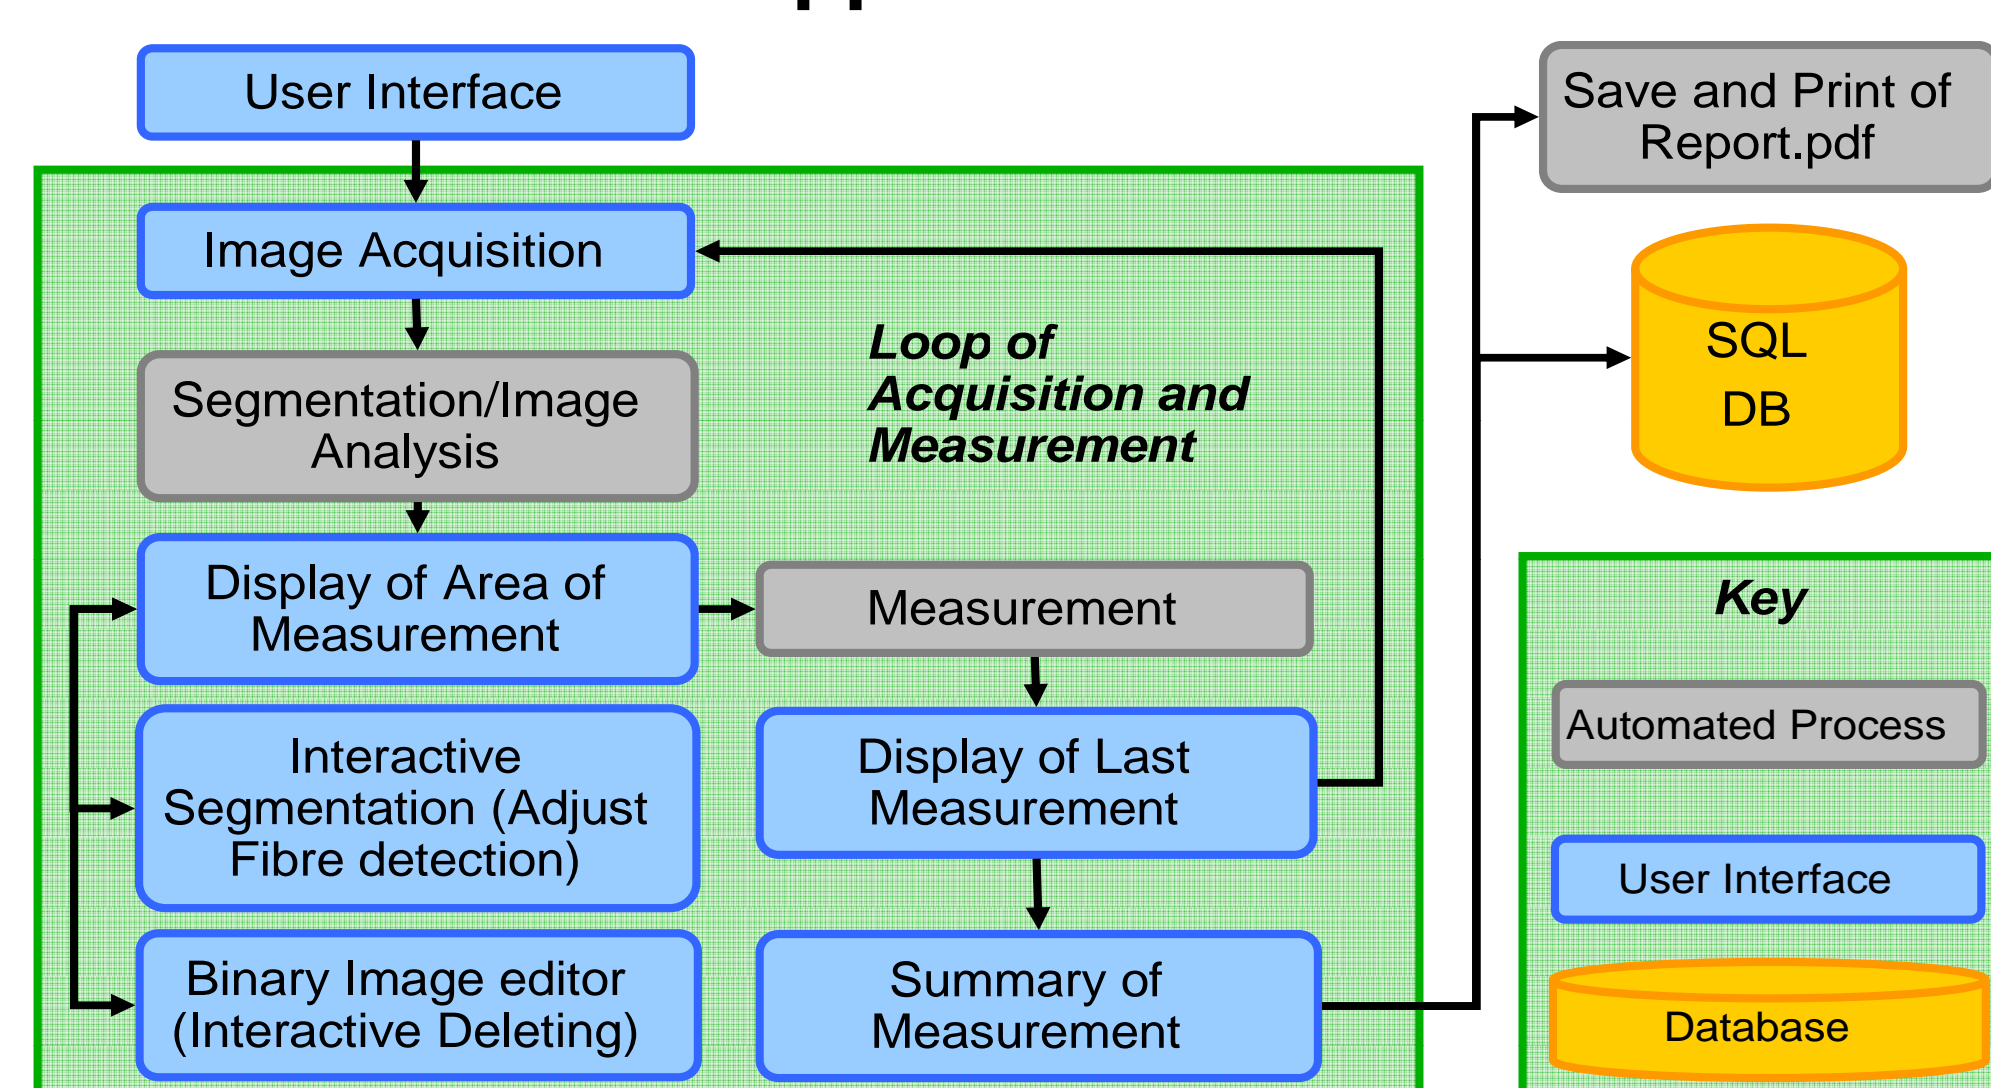 User Interface
Image Acquisition
Segmentation/Image
Analysis
Display of Area of
Measurement
Interactive
Segmentation (Adjust
Fibre detection)
Binary Image editor
(Interactive Deleting)
Loop of
Acquisition and
Measurement
Measurement
Display of Last
Measurement
Summary of
Measurement
Save and Print of
Report.pdf
SQL
DB
Key
Automated Process
User Interface
Database